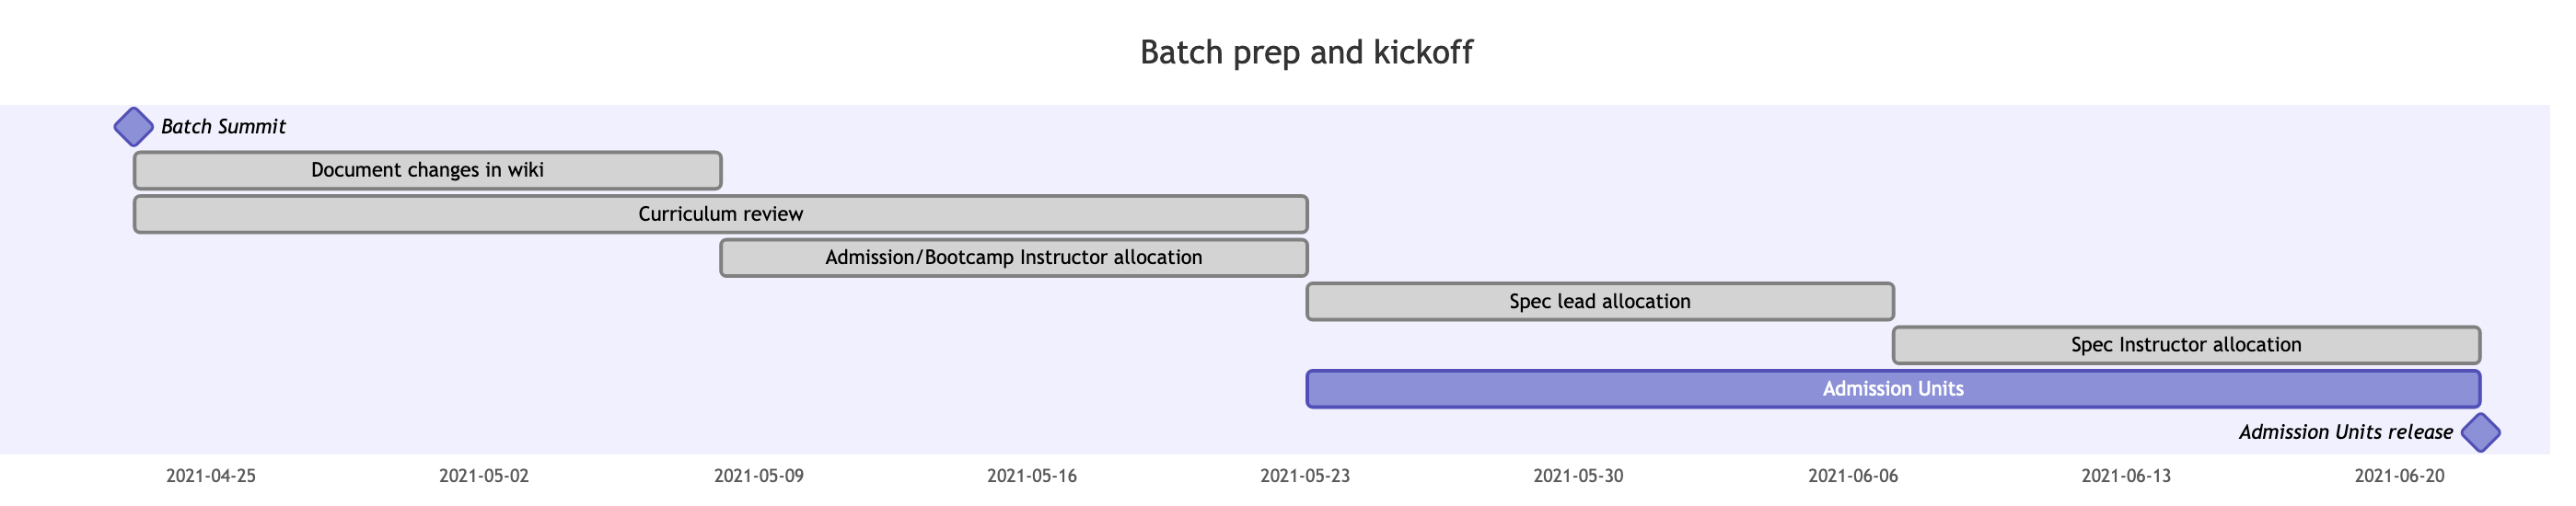 Batch prep and kickoff
Batch Summit
Document changes in wiki
Curriculum review
Admission/Bootcamp Instructor allocation
Spec lead allocation
Spec Instructor allocation
Admission Units
Admission Units release
2021-04-25 2021-05-02 2021-05-09 2021-05-16 2021-05-23 2021-05-30 2021-06-06 2021-06-13 2021-06-20